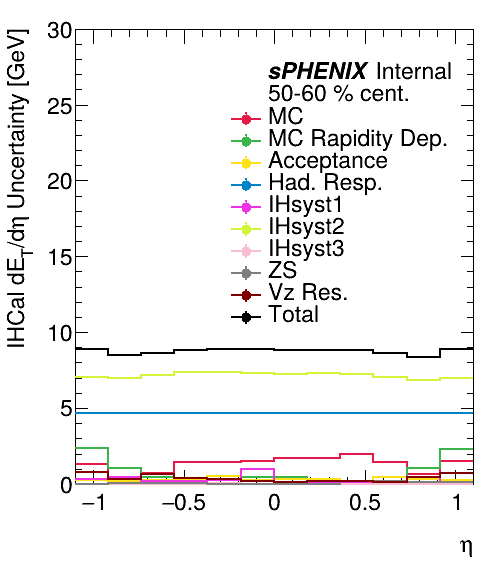 30
25
20
15
10
5
0
IHCal dE_T/dη Uncertainty [GeV]
sPHENIX Internal
50-60 % cent.
MC
MC Rapidity Dep.
Acceptance
Had. Resp.
IHsyst1
IHsyst2
IHsyst3
ZS
Vz Res.
Total
−1 −0.5 0 0.5 1
η